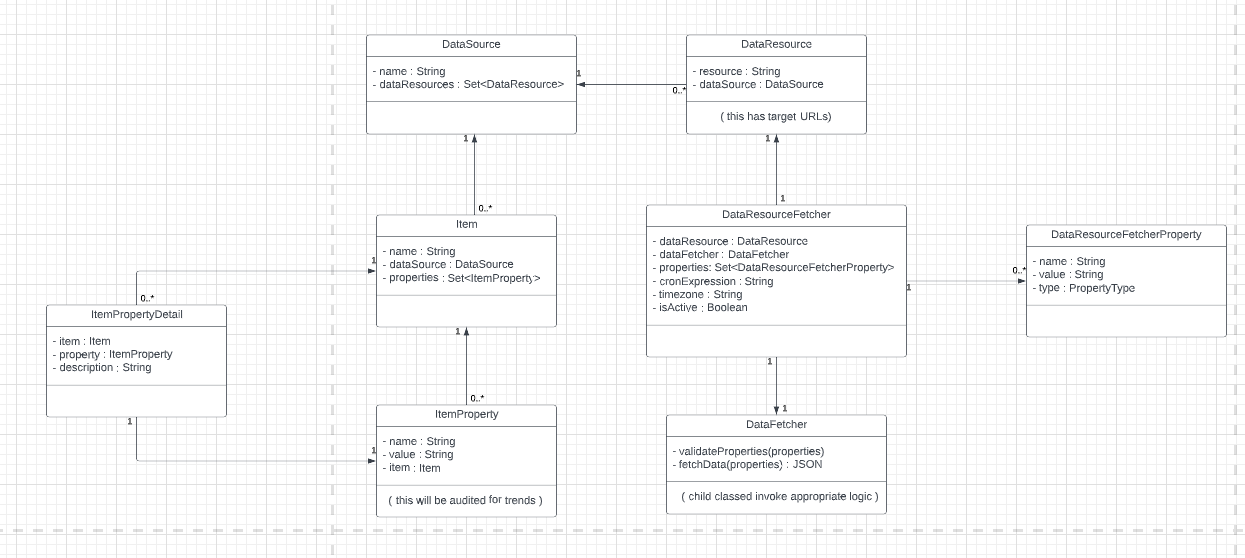 DataSource
- name : String
- dataResources : Set<DataResource>
1
0..*
DataResource
- resource : String
- dataSource : DataSource
( this has target URLs)
1
0..*
1
1
Item
- name : String
- dataSource : DataSource
- properties : Set<ItemProperty>
1
1
0..*
DataResourceFetcher
- dataResource : DataResource
- dataFetcher : DataFetcher
- properties: Set<DataResourceFetcherProperty>
- cronExpression : String
- timezone : String
- isActive : Boolean
1
0..*
1
1
DataResourceFetcherProperty
- name : String
- value : String
- type : PropertyType
0..*
ItemPropertyDetail
- item : Item
- property : ItemProperty
- description : String
1
1
ItemProperty
- name : String
- value : String
- item : Item
( this will be audited for trends )
DataFetcher
- validateProperties(properties)
- fetchData(properties) : JSON
( child classed invoke appropriate logic )